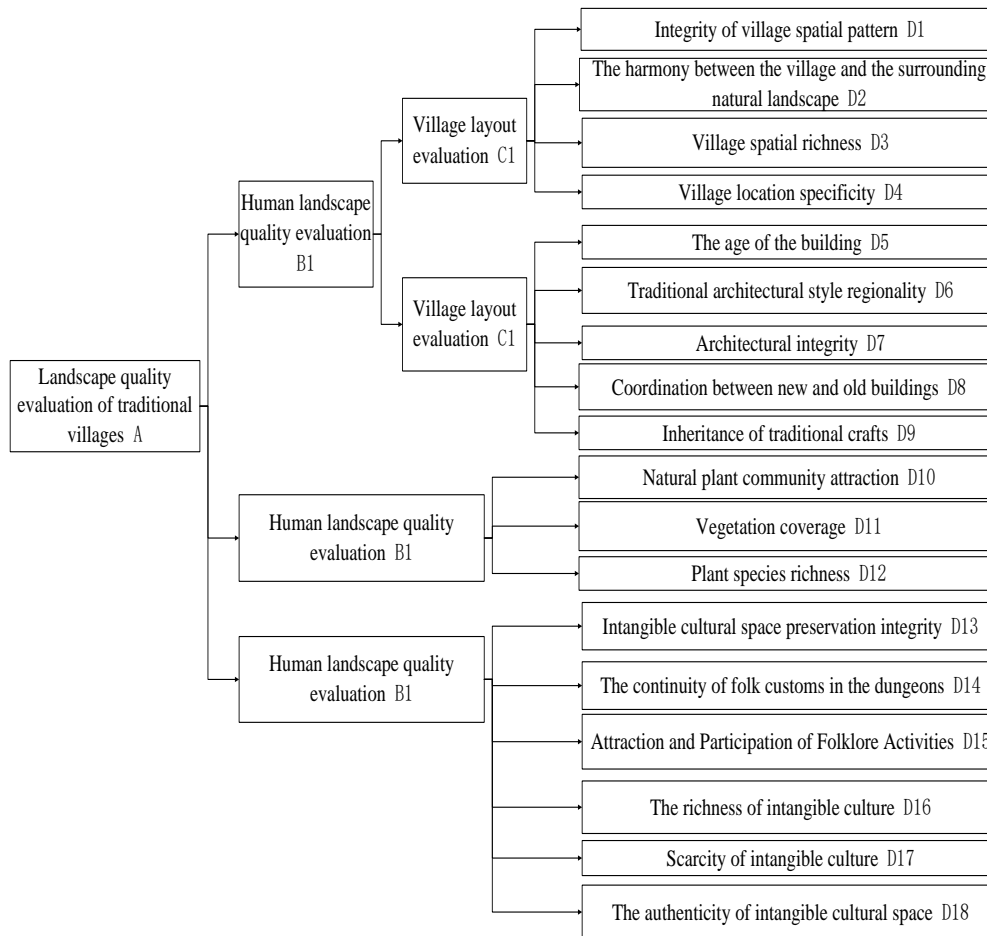 Landscape quality
evaluation of traditional
villages A
Human landscape
quality evaluation
B1
Village layout
evaluation C1
Integrity of village spatial pattern D1
The harmony between the village and the surrounding
natural landscape D2
Village spatial richness D3
Village location specificity D4
Village layout
evaluation C1
The age of the building D5
Traditional architectural style regionality D6
Architectural integrity D7
Coordination between new and old buildings D8
Inheritance of traditional crafts D9
Human landscape quality
evaluation B1
Natural plant community attraction D10
Vegetation coverage D11
Plant species richness D12
Human landscape quality
evaluation B1
Intangible cultural space preservation integrity D13
The continuity of folk customs in the dungeons D14
Attraction and Participation of Folklore Activities D15
The richness of intangible culture D16
Scarcity of intangible culture D17
The authenticity of intangible cultural space D18